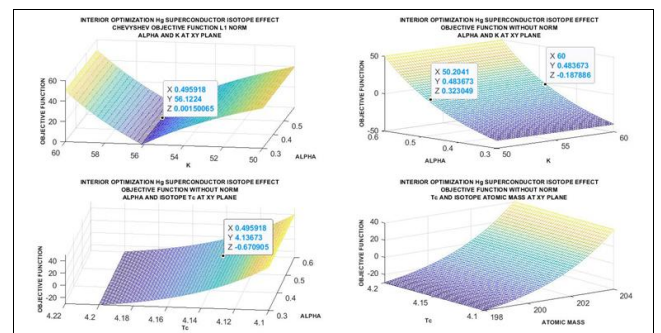 INTERIOR OPTIMIZATION Hg SUPERCONDUCTOR ISOTOPE EFFECT
CHEVYSHEV OBJECTIVE FUNCTION L1 NORM
ALPHA AND K AT XY PLANE
X 0.495918
Y 56.1224
Z 0.00150065
OBJECTIVE FUNCTION
60
40
20
0
60
58
56
54
52
50
K
0.5
0.4
0.3
ALPHA
INTERIOR OPTIMIZATION Hg SUPERCONDUCTOR ISOTOPE EFFECT
OBJECTIVE FUNCTION WITHOUT NORM
ALPHA AND K AT XY PLANE
X 50.2041
Y 0.483673
Z 0.323049
X 60
Y 0.483673
Z -0.187886
OBJECTIVE FUNCTION
50
0
-50
0.6
0.5
0.4
0.3
ALPHA
50
55
60
K
INTERIOR OPTIMIZATION Hg SUPERCONDUCTOR ISOTOPE EFFECT
OBJECTIVE FUNCTION WITHOUT NORM
ALPHA AND ISOTOPE Tc AT XY PLANE
X 0.495918
Y 4.13673
Z -0.670905
OBJECTIVE FUNCTION
40
20
0
-20
4.22
4.2
4.18
4.16
4.14
4.12
4.1
Tc
0.6
0.5
0.4
0.3
ALPHA
INTERIOR OPTIMIZATION Hg SUPERCONDUCTOR ISOTOPE EFFECT
OBJECTIVE FUNCTION WITHOUT NORM
Tc AND ISOTOPE ATOMIC MASS AT XY PLANE
OBJECTIVE FUNCTION
40
20
0
-20
4.2
4.15
4.1
Tc
198
200
202
204
ATOMIC MASS